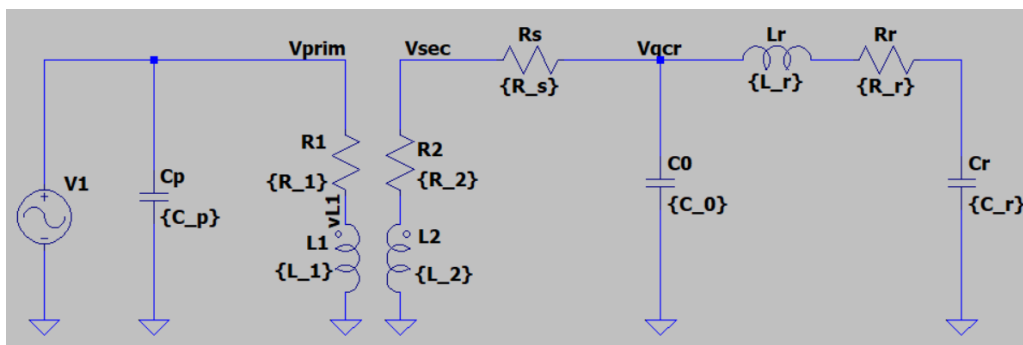 Vprim
Vsec
Rs
{R_s}
Vqcr
Lr
{L_r}
Rr
{R_r}
V1
+
-
Cp
{C_p}
R1
{R_1}
vL1
L1
{L_1}
R2
{R_2}
L2
{L_2}
C0
{C_0}
Cr
{C_r}